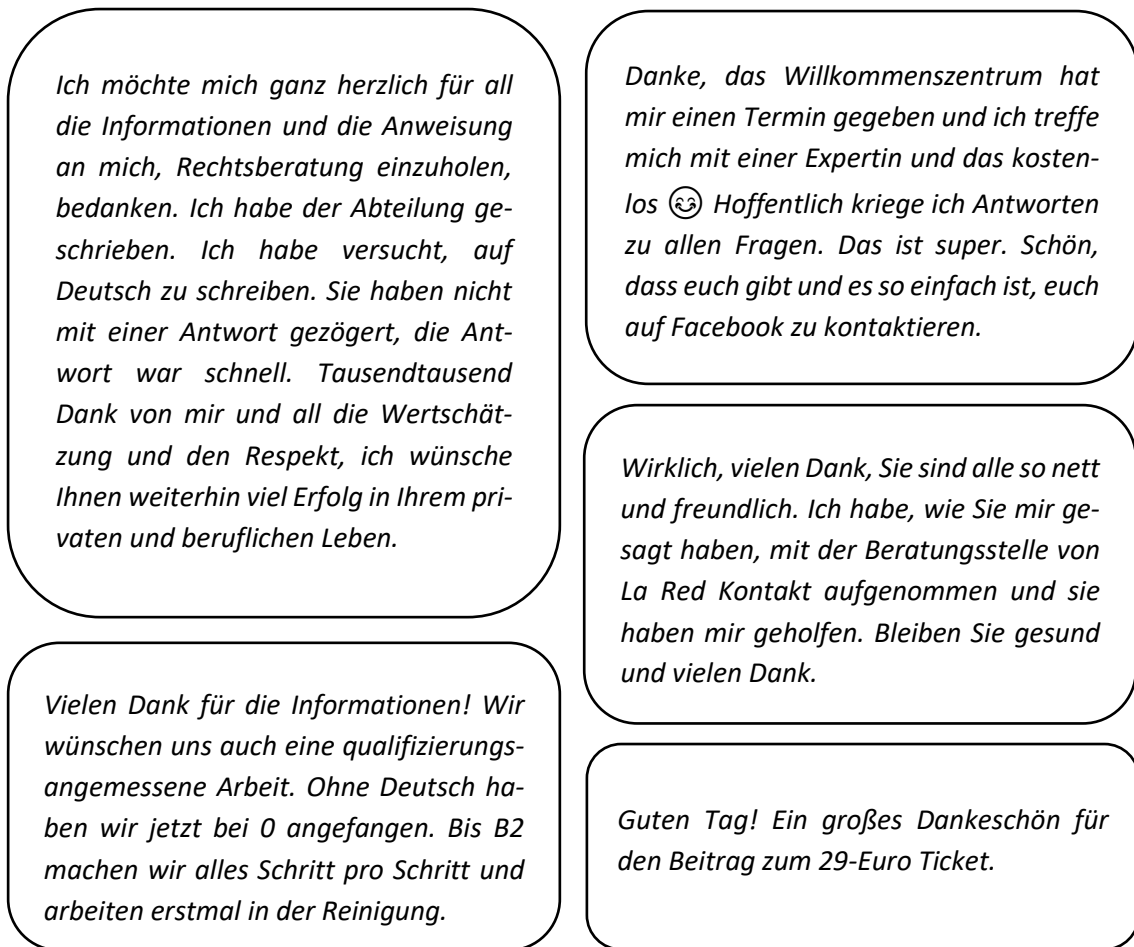 Ich möchte mich ganz herzlich für all
die Informationen und die Anweisung
an mich, Rechtsberatung einzuholen,
bedanken. Ich habe der Abteilung ge-
schrieben. Ich habe versucht, auf
Deutsch zu schreiben. Sie haben nicht
mit einer Antwort gezögert, die Ant-
wort war schnell. Tausendtausend
Dank von mir und all die Wertschät-
zung und den Respekt, ich wünsche
Ihnen weiterhin viel Erfolg in Ihrem pri-
vaten und beruflichen Leben.
Vielen Dank für die Informationen! Wir
wünschen uns auch eine qualifizierungs-
angemessene Arbeit. Ohne Deutsch ha-
ben wir jetzt bei 0 angefangen. Bis B2
machen wir alles Schritt pro Schritt und
arbeiten erstmal in der Reinigung.
Danke, das Willkommenszentrum hat
mir einen Termin gegeben und ich treffe
mich mit einer Expertin und das kosten-
los 😊 Hoffentlich kriege ich Antworten
zu allen Fragen. Das ist super. Schön,
dass euch gibt und es so einfach ist, euch
auf Facebook zu kontaktieren.
Wirklich, vielen Dank, Sie sind alle so nett
und freundlich. Ich habe, wie Sie mir ge-
sagt haben, mit der Beratungsstelle von
La Red Kontakt aufgenommen und sie
haben mir geholfen. Bleiben Sie gesund
und vielen Dank.
Guten Tag! Ein großes Dankeschön für
den Beitrag zum 29-Euro Ticket.